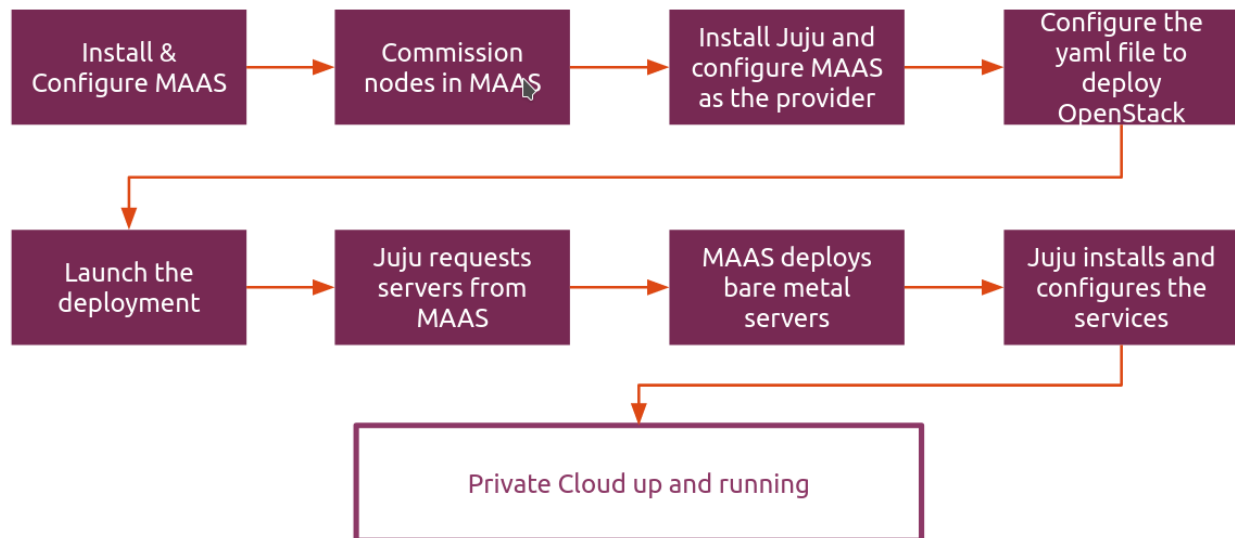 Install &
Configure MAAS
Commission
nodes in MAAS
Install Juju and
configure MAAS
as the provider
Configure the
yaml file to
deploy
OpenStack
Launch the
deployment
Juju requests
servers from
MAAS
MAAS deploys
bare metal
servers
Juju installs and
configures the
services
Private Cloud up and running